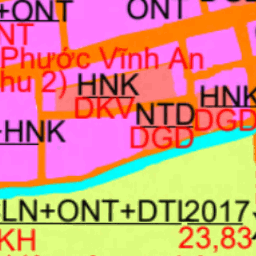 +ONT ONT
NT
Phước Vĩnh An
hu 2) HNK
DKV HNK
NTD DGD
+HNK DGD
LN+ONT+DTL 2017
KH 23,83